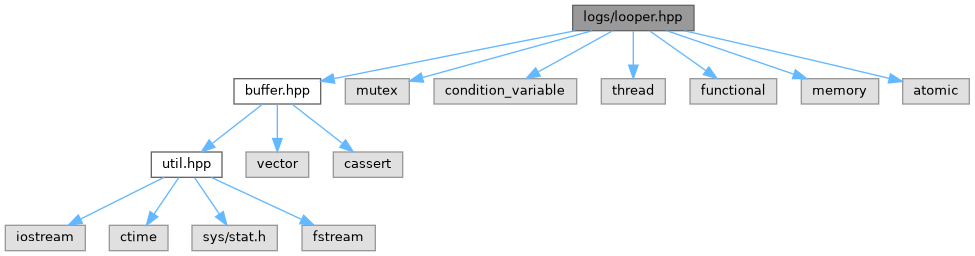 logs/looper.hpp
buffer.hpp
mutex
condition_variable
thread
functional
memory
atomic
util.hpp
vector
cassert
iostream
ctime
sys/stat.h
fstream